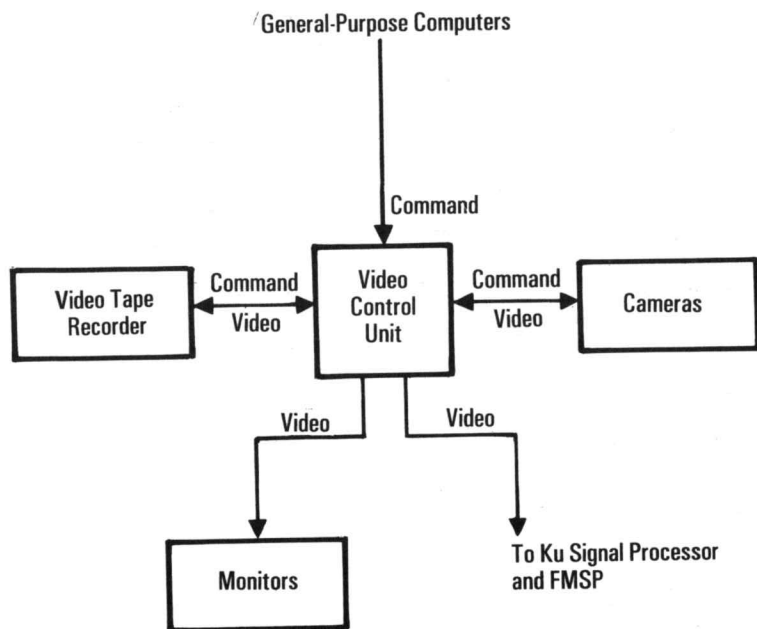 General-Purpose Computers
Command
Video Tape
Recorder
Command
Video
Video
Control
Unit
Command
Video
Cameras
Video
Video
Monitors
To Ku Signal Processor
and FMSP